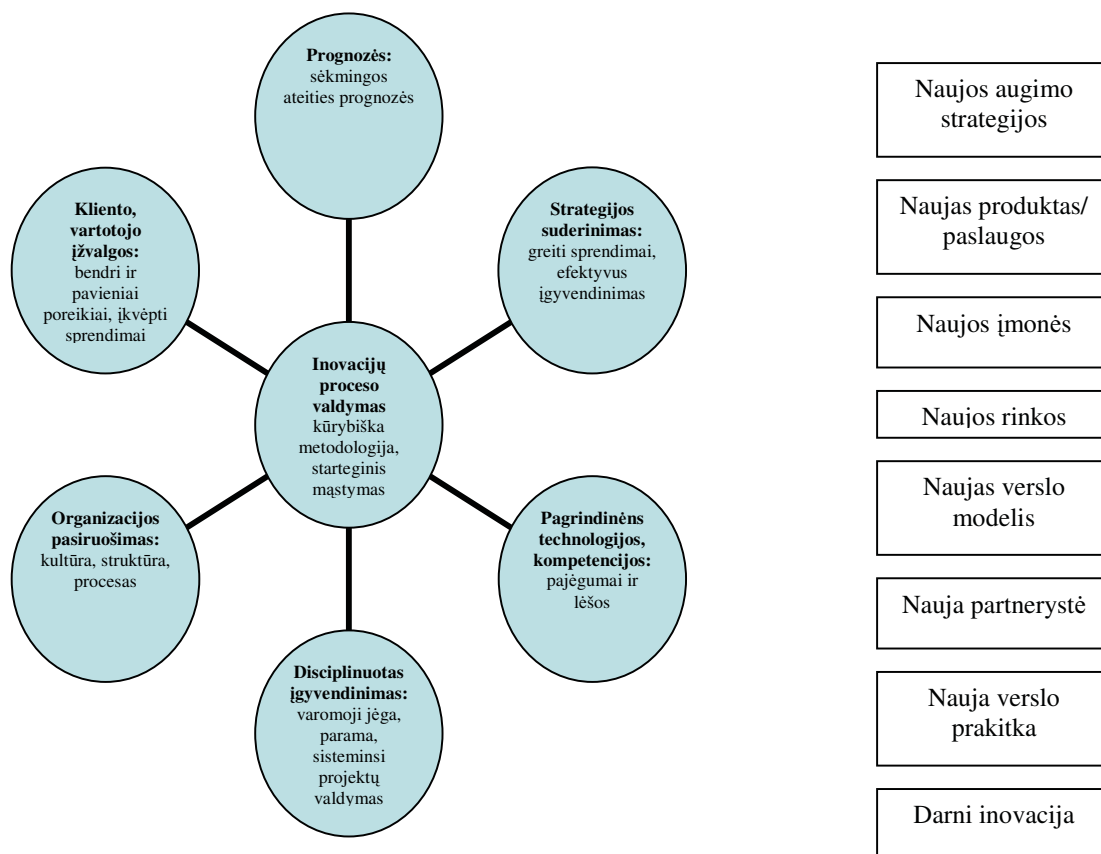 Prognozės:
sėkmingos
ateities prognozės
Kliento,
vartotojo
įžvalgos:
bendri ir
pavieniai
poreikiai, įkvėpti
sprendimai
Strategijos
suderinimas:
greiti sprendimai,
efektyvus
įgyvendinimas
Inovacijų
proceso
valdymas
kūrybiška
metodologija,
starteginis
mąstymas
Organizacijos
pasiruošimas:
kultūra, struktūra,
procesas
Pagrindinėns
technologijos,
kompetencijos:
pajėgumai ir
lėšos
Disciplinuotas
įgyvendinimas:
varomoji jėga,
parama,
sisteminsi
projektų
valdymas
Naujos augimo
strategijos
Naujas produktas/
paslaugos
Naujos įmonės
Naujos rinkos
Naujas verslo
modelis
Nauja partnerystė
Nauja verslo
prakitka
Darni inovacija